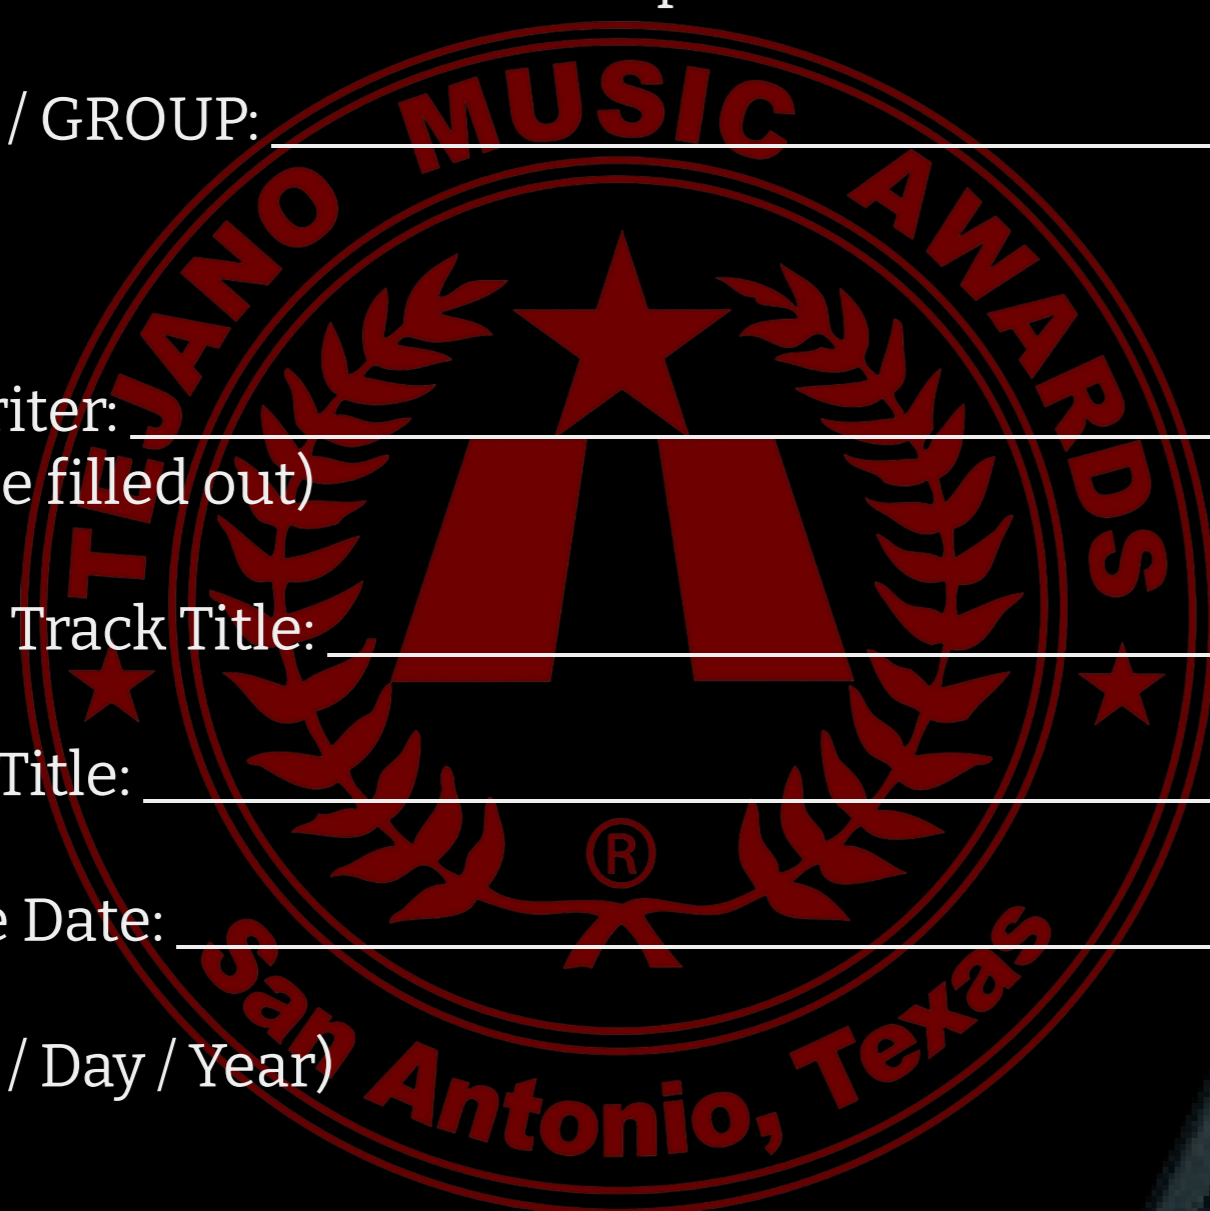 / GROUP:
riter:
e filled out)
Track Title:
Title:
e Date:
/ Day / Year)
TEJANO MUSIC AWARDS
®
San Antonio, Texas